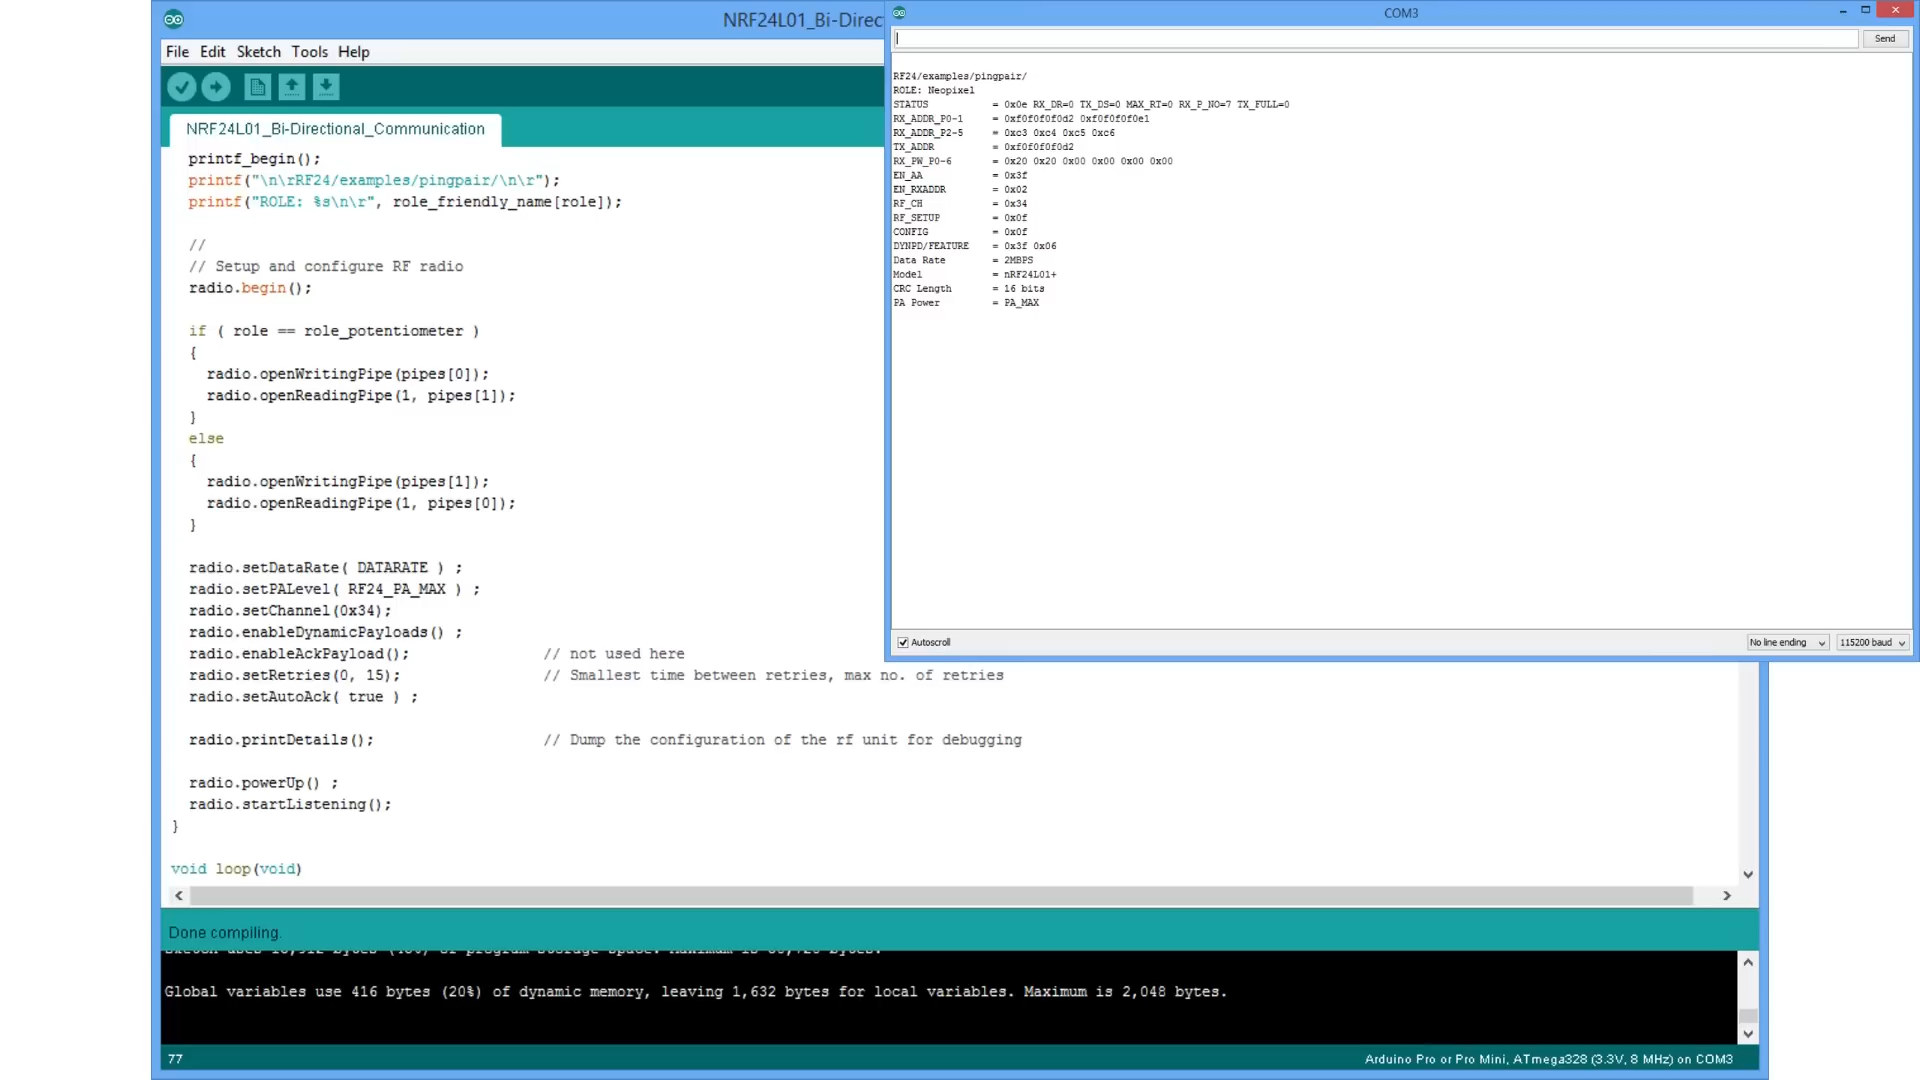 NRF24L01_Bi-Direc
File Edit Sketch Tools Help
NRF24L01_Bi-Directional_Communication
printf_begin();
printf("\n\rRF24/examples/pingpair/\n\r");
printf("ROLE: %s\n\r", role_friendly_name[role]);
//
// Setup and configure RF radio
radio.begin();
if ( role == role_potentiometer )
{
radio.openWritingPipe(pipes[0]);
radio.openReadingPipe(1, pipes[1]);
}
else
{
radio.openWritingPipe(pipes[1]);
radio.openReadingPipe(1, pipes[0]);
}
radio.setDataRate( DATARATE ) ;
radio.setPALevel( RF24_PA_MAX ) ;
radio.setChannel(0x34);
radio.enableDynamicPayloads() ;
radio.enableAckPayload(); // not used here
radio.setRetries(0, 15); // Smallest time between retries, max no. of retries
radio.setAutoAck( true ) ;
radio.printDetails(); // Dump the configuration of the rf unit for debugging
radio.powerUp() ;
radio.startListening();
}
void loop(void)
Done compiling.
Global variables use 416 bytes (20%) of dynamic memory, leaving 1,632 bytes for local variables. Maximum is 2,048 bytes.
77
Arduino Pro or Pro Mini, ATmega328 (3.3V, 8 MHz) on COM3
COM3
Send
RF24/examples/pingpair/
ROLE: Neopixel
STATUS = 0x0e RX_DR=0 TX_DS=0 MAX_RT=0 RX_P_NO=7 TX_FULL=0
RX_ADDR_P0-1 = 0xf0f0f0f0d2 0xf0f0f0f0e1
RX_ADDR_P2-5 = 0xc3 0xc4 0xc5 0xc6
TX_ADDR = 0xf0f0f0f0d2
RX_PW_P0-6 = 0x20 0x20 0x00 0x00 0x00 0x00
EN_AA = 0x3f
EN_RXADDR = 0x02
RF_CH = 0x34
RF_SETUP = 0x0f
CONFIG = 0x0f
DYNPD/FEATURE = 0x3f 0x06
Data Rate = 2MBPS
Model = nRF24L01+
CRC Length = 16 bits
PA Power = PA_MAX
Autoscroll
No line ending
115200 baud